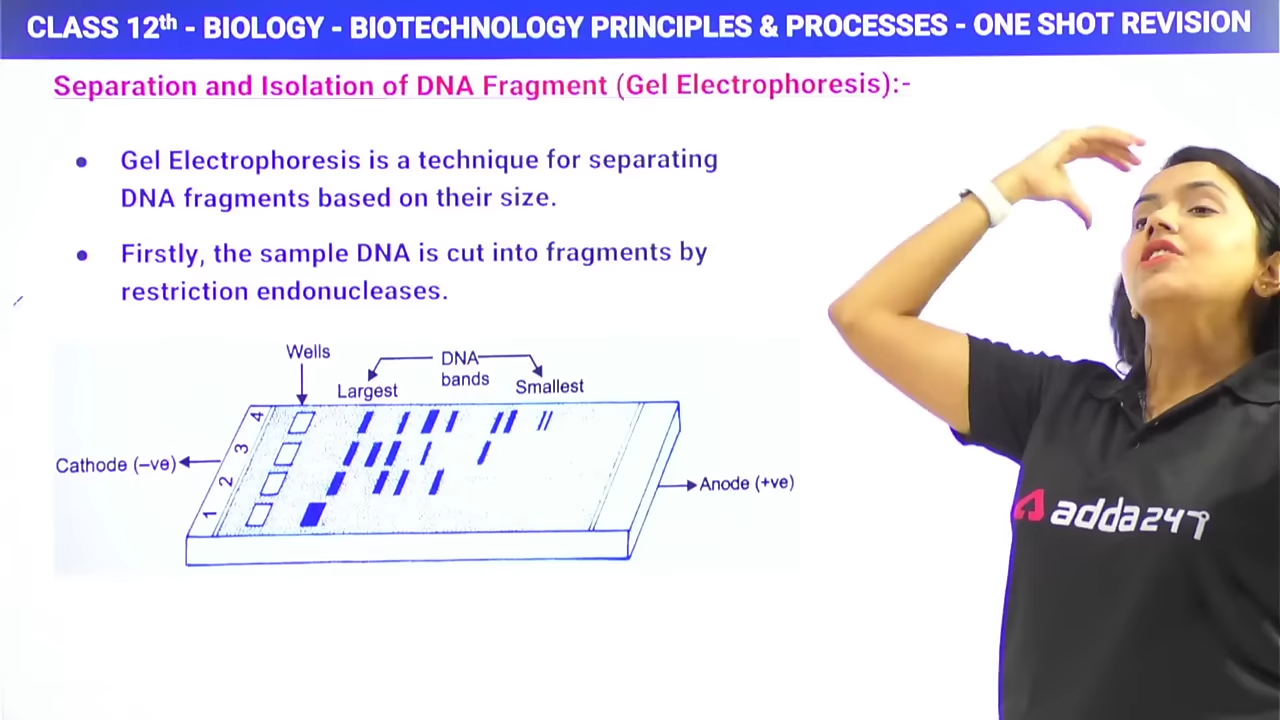 CLASS 12th - BIOLOGY - BIOTECHNOLOGY PRINCIPLES & PROCESSES - ONE SHOT REVISION
Separation and Isolation of DNA Fragment (Gel Electrophoresis):-
• Gel Electrophoresis is a technique for separating
DNA fragments based on their size.
• Firstly, the sample DNA is cut into fragments by
restriction endonucleases.
Wells
DNA
bands
Largest
Smallest
4
3
2
1
Cathode (–ve)
Anode (+ve)
adda247